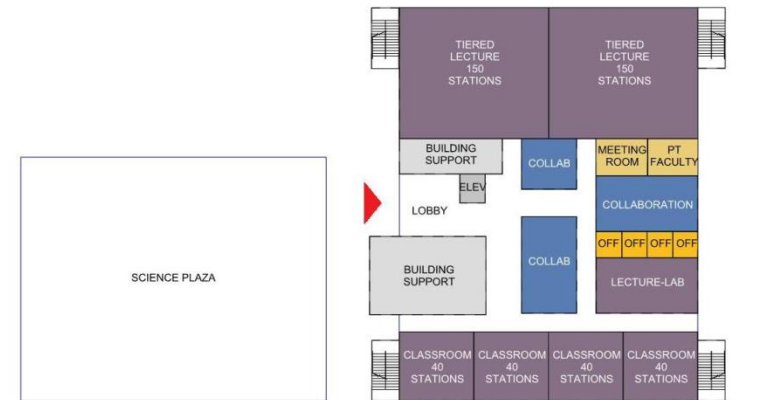 TIERED
LECTURE
150
STATIONS
TIERED
LECTURE
150
STATIONS
BUILDING
SUPPORT
COLLAB
MEETING
ROOM
PT
FACULTY
ELEV
LOBBY
COLLABORATION
OFF OFF OFF OFF
SCIENCE PLAZA
BUILDING
SUPPORT
COLLAB
LECTURE-LAB
CLASSROOM
40
STATIONS
CLASSROOM
40
STATIONS
CLASSROOM
40
STATIONS
CLASSROOM
40
STATIONS